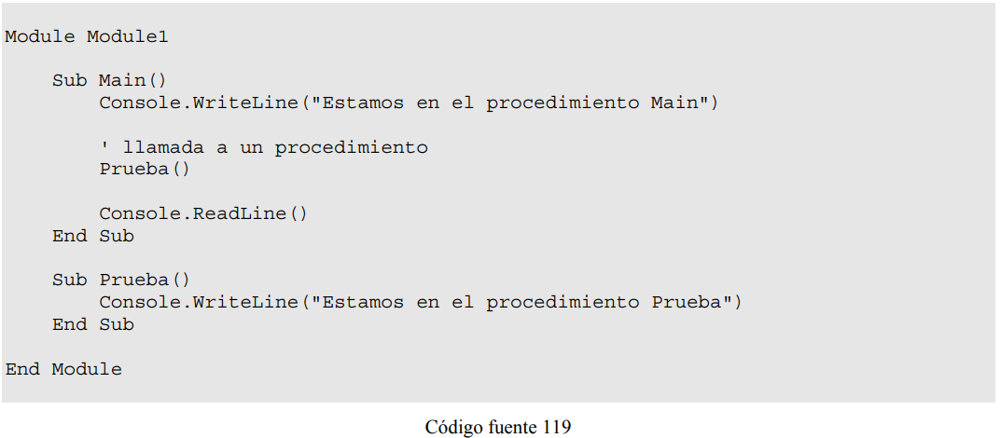 Module Module1
Sub Main()
Console.WriteLine("Estamos en el procedimiento Main")
' llamada a un procedimiento
Prueba()
Console.ReadLine()
End Sub
Sub Prueba()
Console.WriteLine("Estamos en el procedimiento Prueba")
End Sub
End Module
Código fuente 119